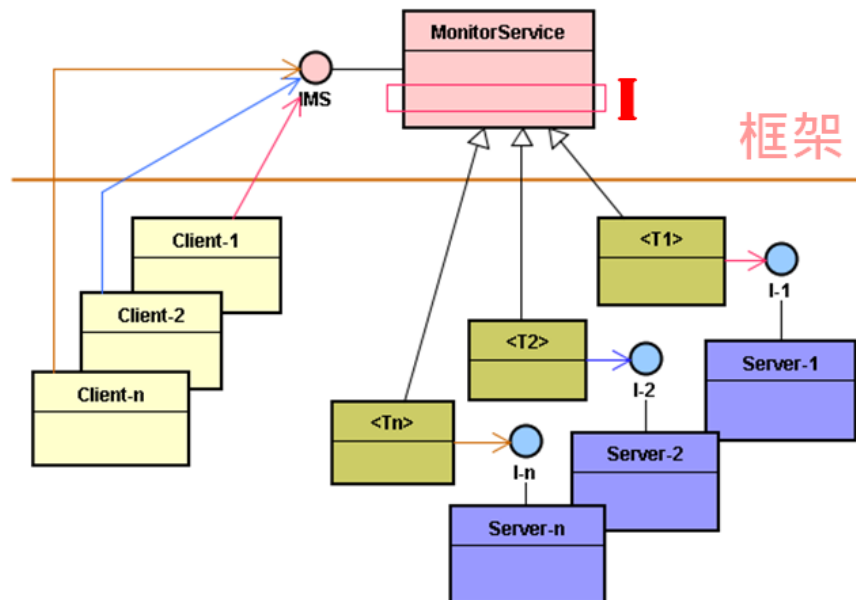 MonitorService
IMS
I
框架
Client-1
<T1>
I-1
Client-2
<T2>
I-2
Server-1
Client-n
<Tn>
I-n
Server-2
Server-n